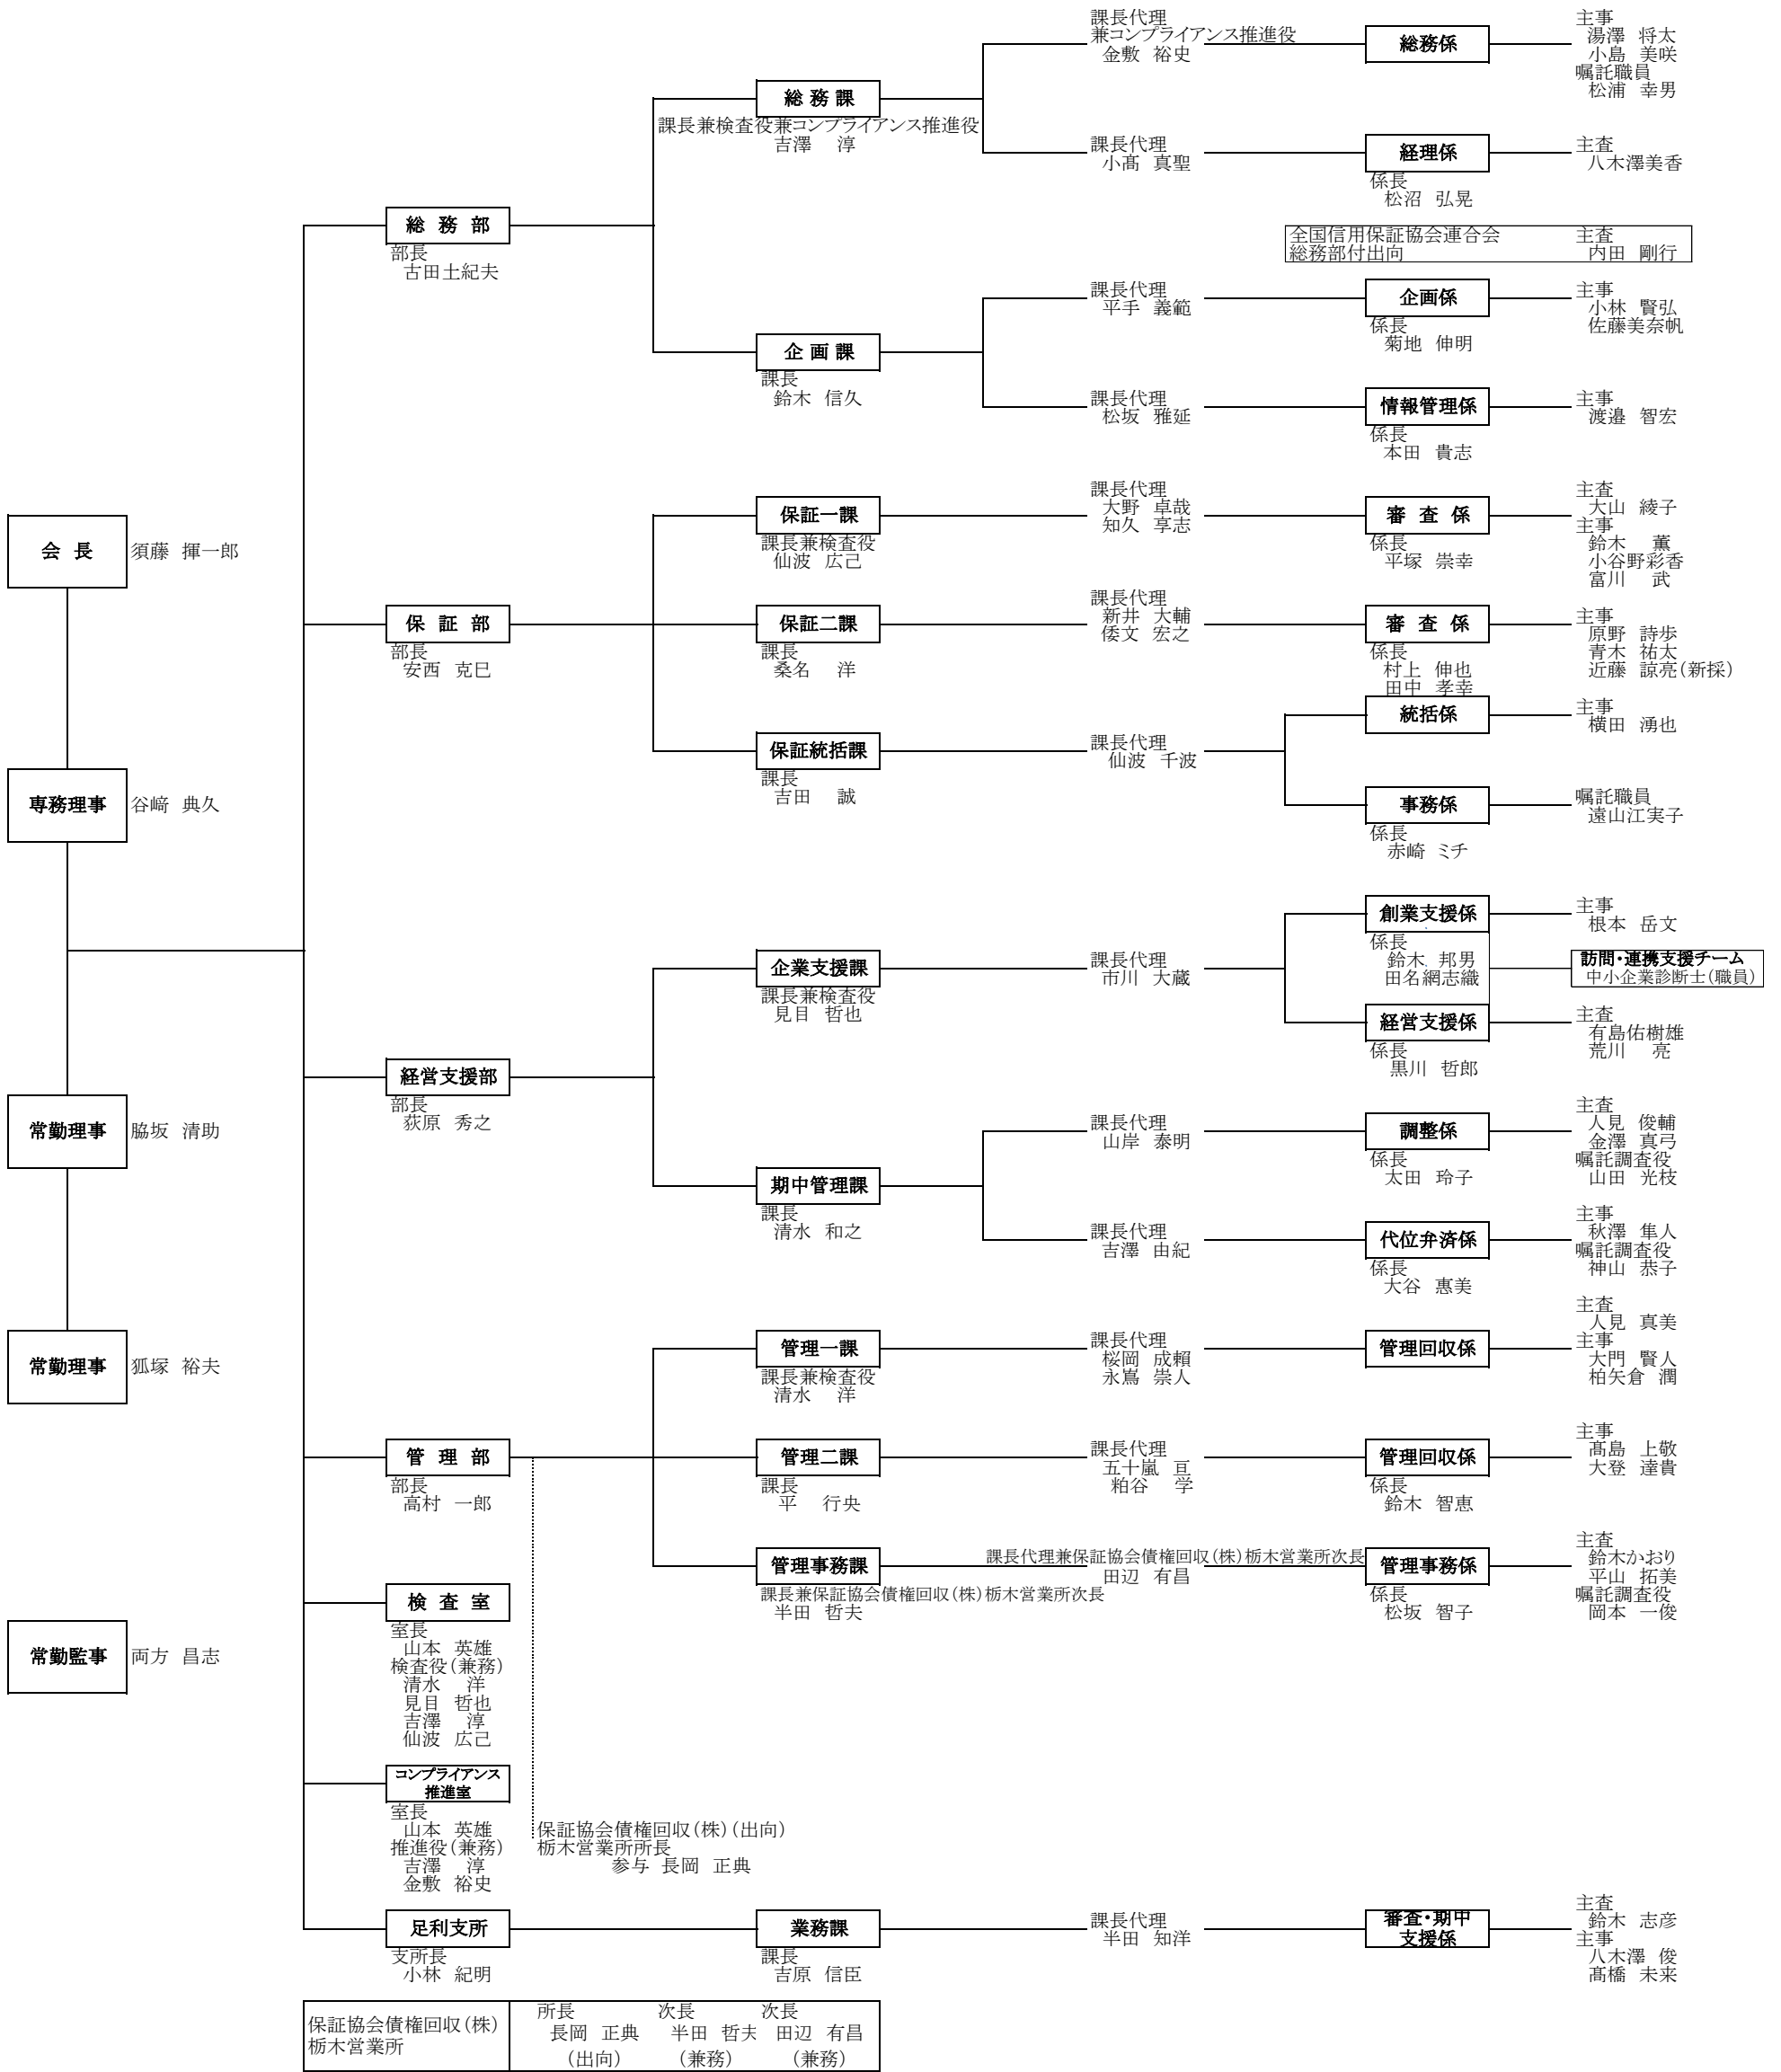 会 長
須藤 揮一郎
専務理事
谷﨑 典久
常勤理事
脇坂 清助
常勤理事
狐塚 裕夫
常勤監事
両方 昌志
総 務 部
部長
古田土紀夫
総 務 課
課長兼検査役兼コンプライアンス推進役
吉澤 淳
課長代理
兼コンプライアンス推進役
金敷 裕史
総務係
主事
湯澤 将太
小島 美咲
嘱託職員
松浦 幸男
課長代理
小髙 真聖
経理係
係長
松沼 弘晃
主査
八木澤美香
全国信用保証協会連合会
総務部付出向
主査
内田 剛行
企 画 課
課長
鈴木 信久
課長代理
平手 義範
企画係
係長
菊地 伸明
主事
小林 賢弘
佐藤美奈帆
課長代理
松坂 雅延
情報管理係
係長
本田 貴志
主事
渡邉 智宏
保 証 部
部長
安西 克巳
保証一課
課長兼検査役
仙波 広己
課長代理
大野 卓哉
知久 享志
審 査 係
係長
平塚 崇幸
主査
大山 綾子
主事
鈴木 薫
小谷野彩香
富川 武
保証二課
課長
桑名 洋
課長代理
新井 大輔
倭文 宏之
審 査 係
係長
村上 伸也
田中 孝幸
主事
原野 詩歩
青木 祐太
近藤 諒亮(新採)
保証統括課
課長
吉田 誠
課長代理
仙波 千波
統括係
主事
横田 湧也
事務係
係長
赤崎 ミチ
嘱託職員
遠山江実子
経営支援部
部長
荻原 秀之
企業支援課
課長兼検査役
見目 哲也
課長代理
市川 大蔵
創業支援係
係長
鈴木 邦男
田名網志織
主事
根本 岳文
訪問・連携支援チーム
中小企業診断士(職員)
経営支援係
係長
黒川 哲郎
主査
有島佑樹雄
荒川 亮
期中管理課
課長
清水 和之
課長代理
山岸 泰明
調整係
係長
太田 玲子
主査
人見 俊輔
金澤 真弓
嘱託調査役
山田 光枝
課長代理
吉澤 由紀
代位弁済係
係長
大谷 惠美
主事
秋澤 隼人
嘱託調査役
神山 恭子
管 理 部
部長
高村 一郎
管理一課
課長兼検査役
清水 洋
課長代理
桜岡 成頼
永嶌 崇人
管理回収係
主査
人見 真美
主事
大門 賢人
柏矢倉 潤
管理二課
課長
平 行央
課長代理
五十嵐 亘
粕谷 学
管理回収係
係長
鈴木 智恵
主事
髙島 上敬
大登 達貴
管理事務課
課長兼保証協会債権回収(株)栃木営業所次長
半田 哲夫
課長代理兼保証協会債権回収(株)栃木営業所次長
田辺 有昌
管理事務係
係長
松坂 智子
主査
鈴木かおり
平山 拓美
嘱託調査役
岡本 一俊
検 査 室
室長
山本 英雄
検査役(兼務)
清水 洋
見目 哲也
吉澤 淳
仙波 広己
コンプライアンス
推進室
室長
山本 英雄
推進役(兼務)
吉澤 淳
金敷 裕史
保証協会債権回収(株)(出向)
栃木営業所所長
参与 長岡 正典
足利支所
支所長
小林 紀明
業務課
課長
吉原 信臣
課長代理
半田 知洋
審査・期中
支援係
主査
鈴木 志彦
主事
八木澤 俊
髙橋 未来
保証協会債権回収(株)
栃木営業所
所長 次長 次長
長岡 正典 半田 哲夫 田辺 有昌
(出向) (兼務) (兼務)